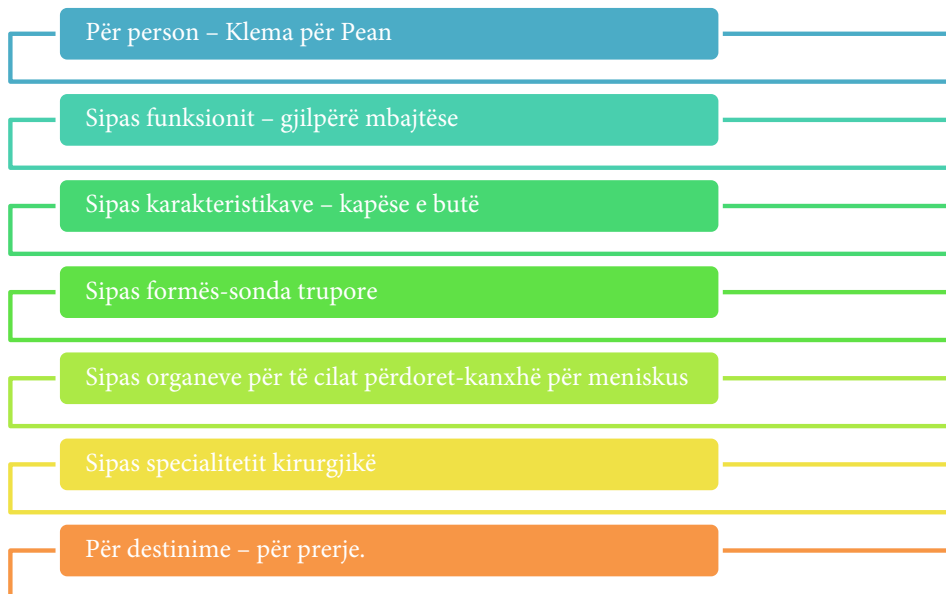 Për person – Klema për Pean
Sipas funksionit – gjilpërë mbajtëse
Sipas karakteristikave – kapëse e butë
Sipas formës-sonda trupore
Sipas organeve për të cilat përdoret-kanxhë për meniskus
Sipas specialitetit kirurgjikë
Për destinime – për prerje.